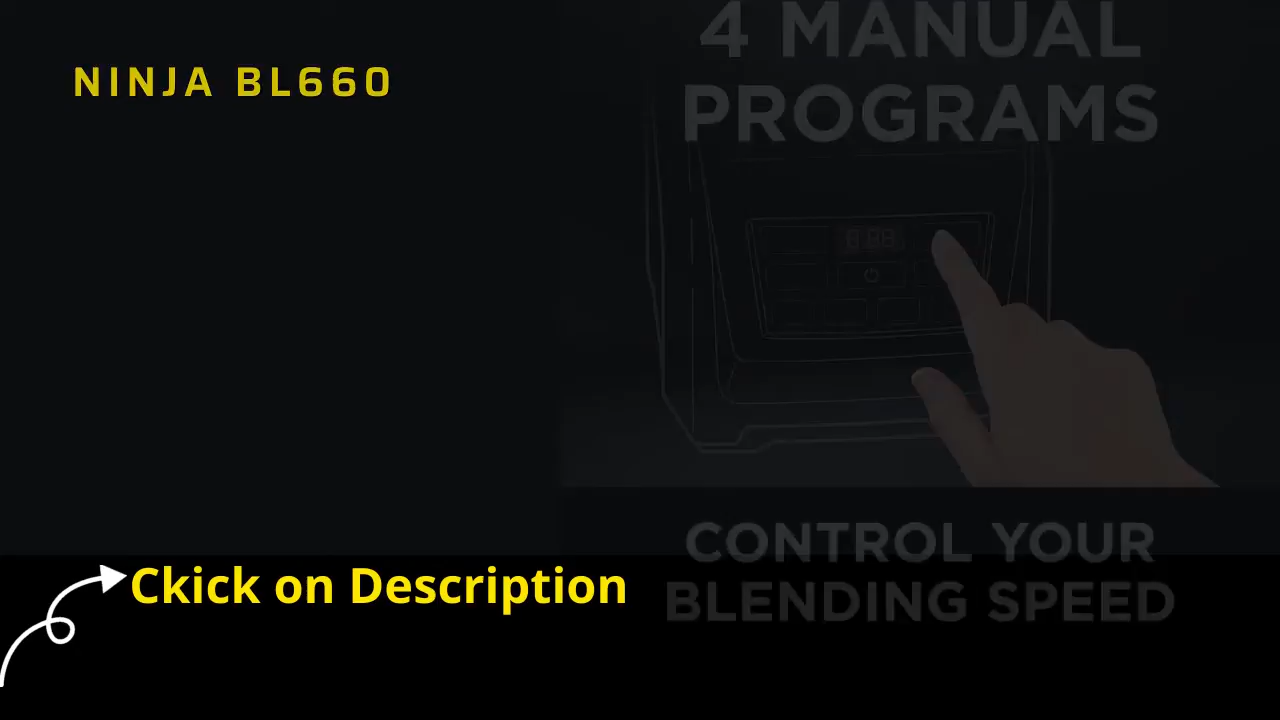 4 MANUAL
PROGRAMS
NINJA BL660
CONTROL YOUR
BLENDING SPEED
Ckick on Description